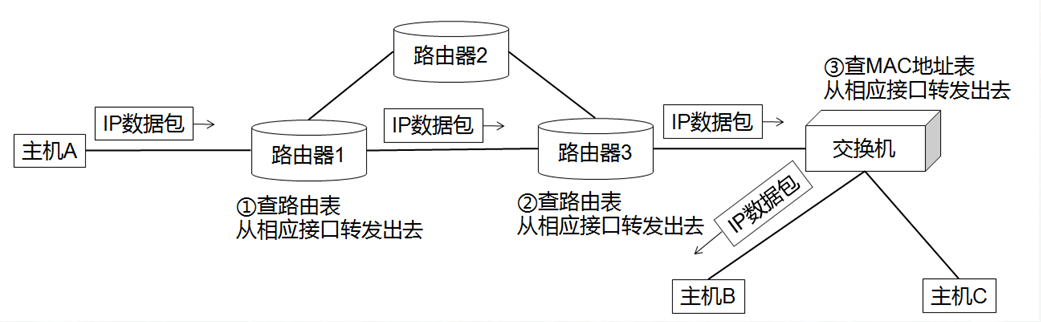 路由器2
③查MAC地址表
从相应接口转发出去
IP数据包
IP数据包
IP数据包
主机A
路由器1
路由器3
交换机
①查路由表
从相应接口转发出去
②查路由表
从相应接口转发出去
IP数据包
主机B
主机C